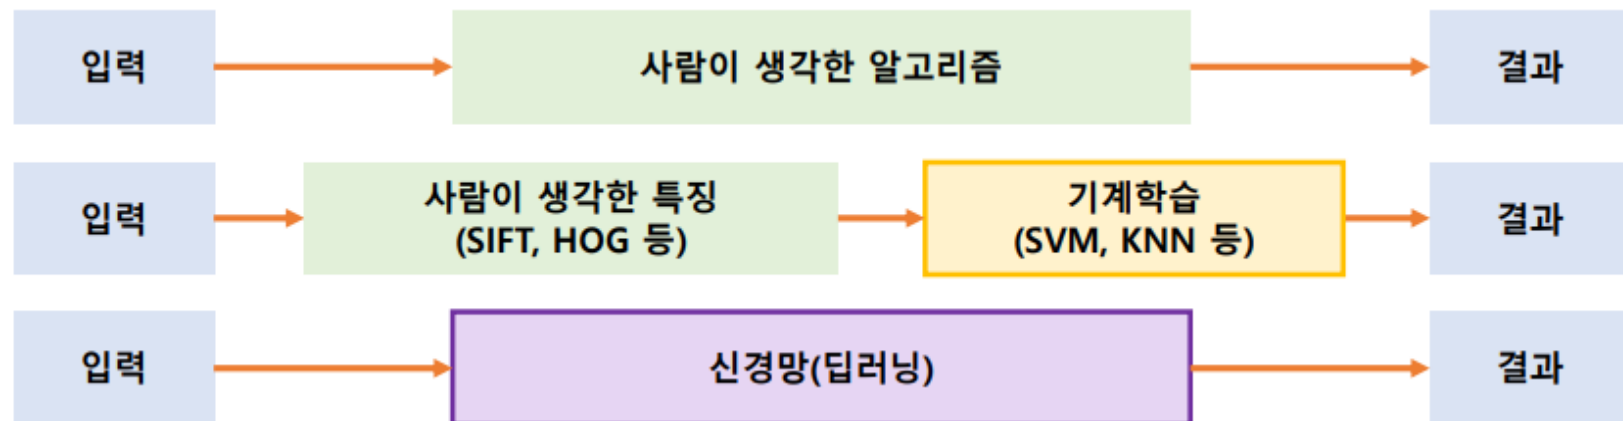 입력
사람이 생각한 알고리즘
결과
입력
사람이 생각한 특징
(SIFT, HOG 등)
기계학습
(SVM, KNN 등)
결과
입력
신경망(딥러닝)
결과